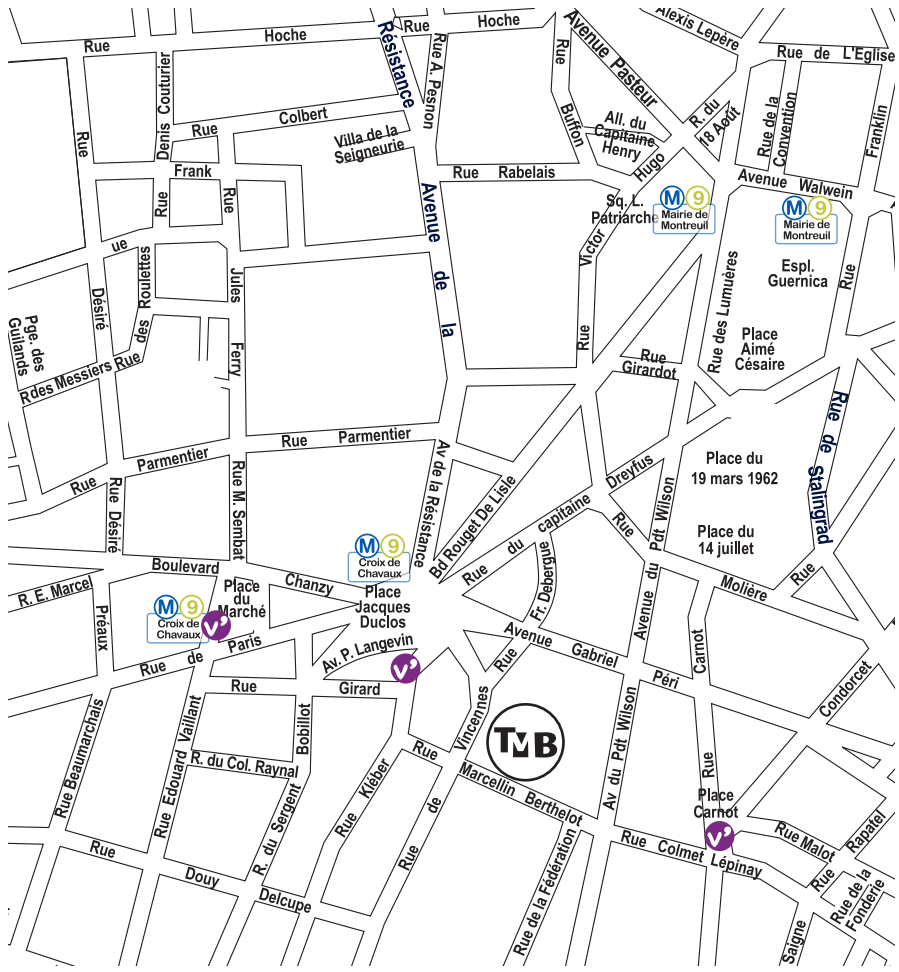 Rue
Hoche
Rue
Hoche
Alexis Lepère
Rue de L'Eglise
Avenue Pasteur
Résistance
Rue A. Pesnon
Rue
Buffon
Denis Couturier
Rue
Colbert
Villa de la
Seigneurie
All. du
Capitaine
Henry
R. du
18 Août
Rue de la
Convention
Franklin
Rue
Frank
Rue
Rue
Rue Rabelais
Hugo
Avenue Walwein
Sq. L.
Patriarche
M 9
Mairie de
Montreuil
M 9
Mairie de
Montreuil
Avenue
de
la
Victor
Rue
ue
Roulettes
des
Rue
Jules
Ferry
Désiré
Pge. des
Guilands
R des Messiers
Espl.
Guernica
Rue
Rue des Lumuères
Place
Aimé
Césaire
Rue
Girardot
Rue de Stalingrad
Rue Parmentier
Parmentier
Rue
Rue Désiré
Rue M. Sembat
Av de la Résistance
Bd Rouget De Lisle
Dreyfus
capitaine
du
Rue
Rue
Pdt Wilson
Avenue du
Place du
19 mars 1962
Place du
14 juillet
M 9
Croix de
Chavaux
Boulevard
Chanzy
R. E. Marcel
Préaux
Place
du
Marché
M 9
Croix de
Chavaux
v'
Place
Jacques
Duclos
Fr. Debergue
Rue
Molière
Rue
Avenue Gabriel
Péri
Carnot
Rue
Condorcet
Rue de
Paris
Av. P. Langevin
v'
Rue
Girard
Bobillot
R. du Sergent
Rue Edouard Vaillant
Rue Beaumarchais
R. du Col. Raynal
Rue Kléber
Vincennes
de
Rue
TMB
Rue
Marcellin Berthelot
Av du Pdt Wilson
Place
Carnot
v'
Rue Malot
Rapatel
Rue
Rue Colmet Lépinay
Rue de la
Fonderie
Rue
Douy
Delcupe
Rue de la Fédération
Saigne